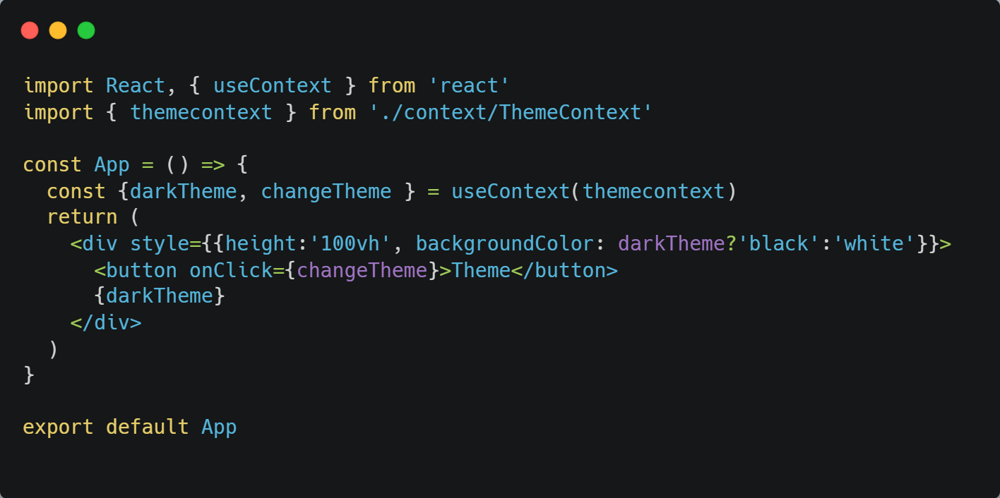 import React, { useContext } from 'react'
import { themecontext } from './context/ThemeContext'

const App = () => {
  const {darkTheme, changeTheme } = useContext(themecontext)
  return (
    <div style={{height:'100vh', backgroundColor: darkTheme?'black':'white'}}>
      <button onClick={changeTheme}>Theme</button>
      {darkTheme}
    </div>
  )
}

export default App